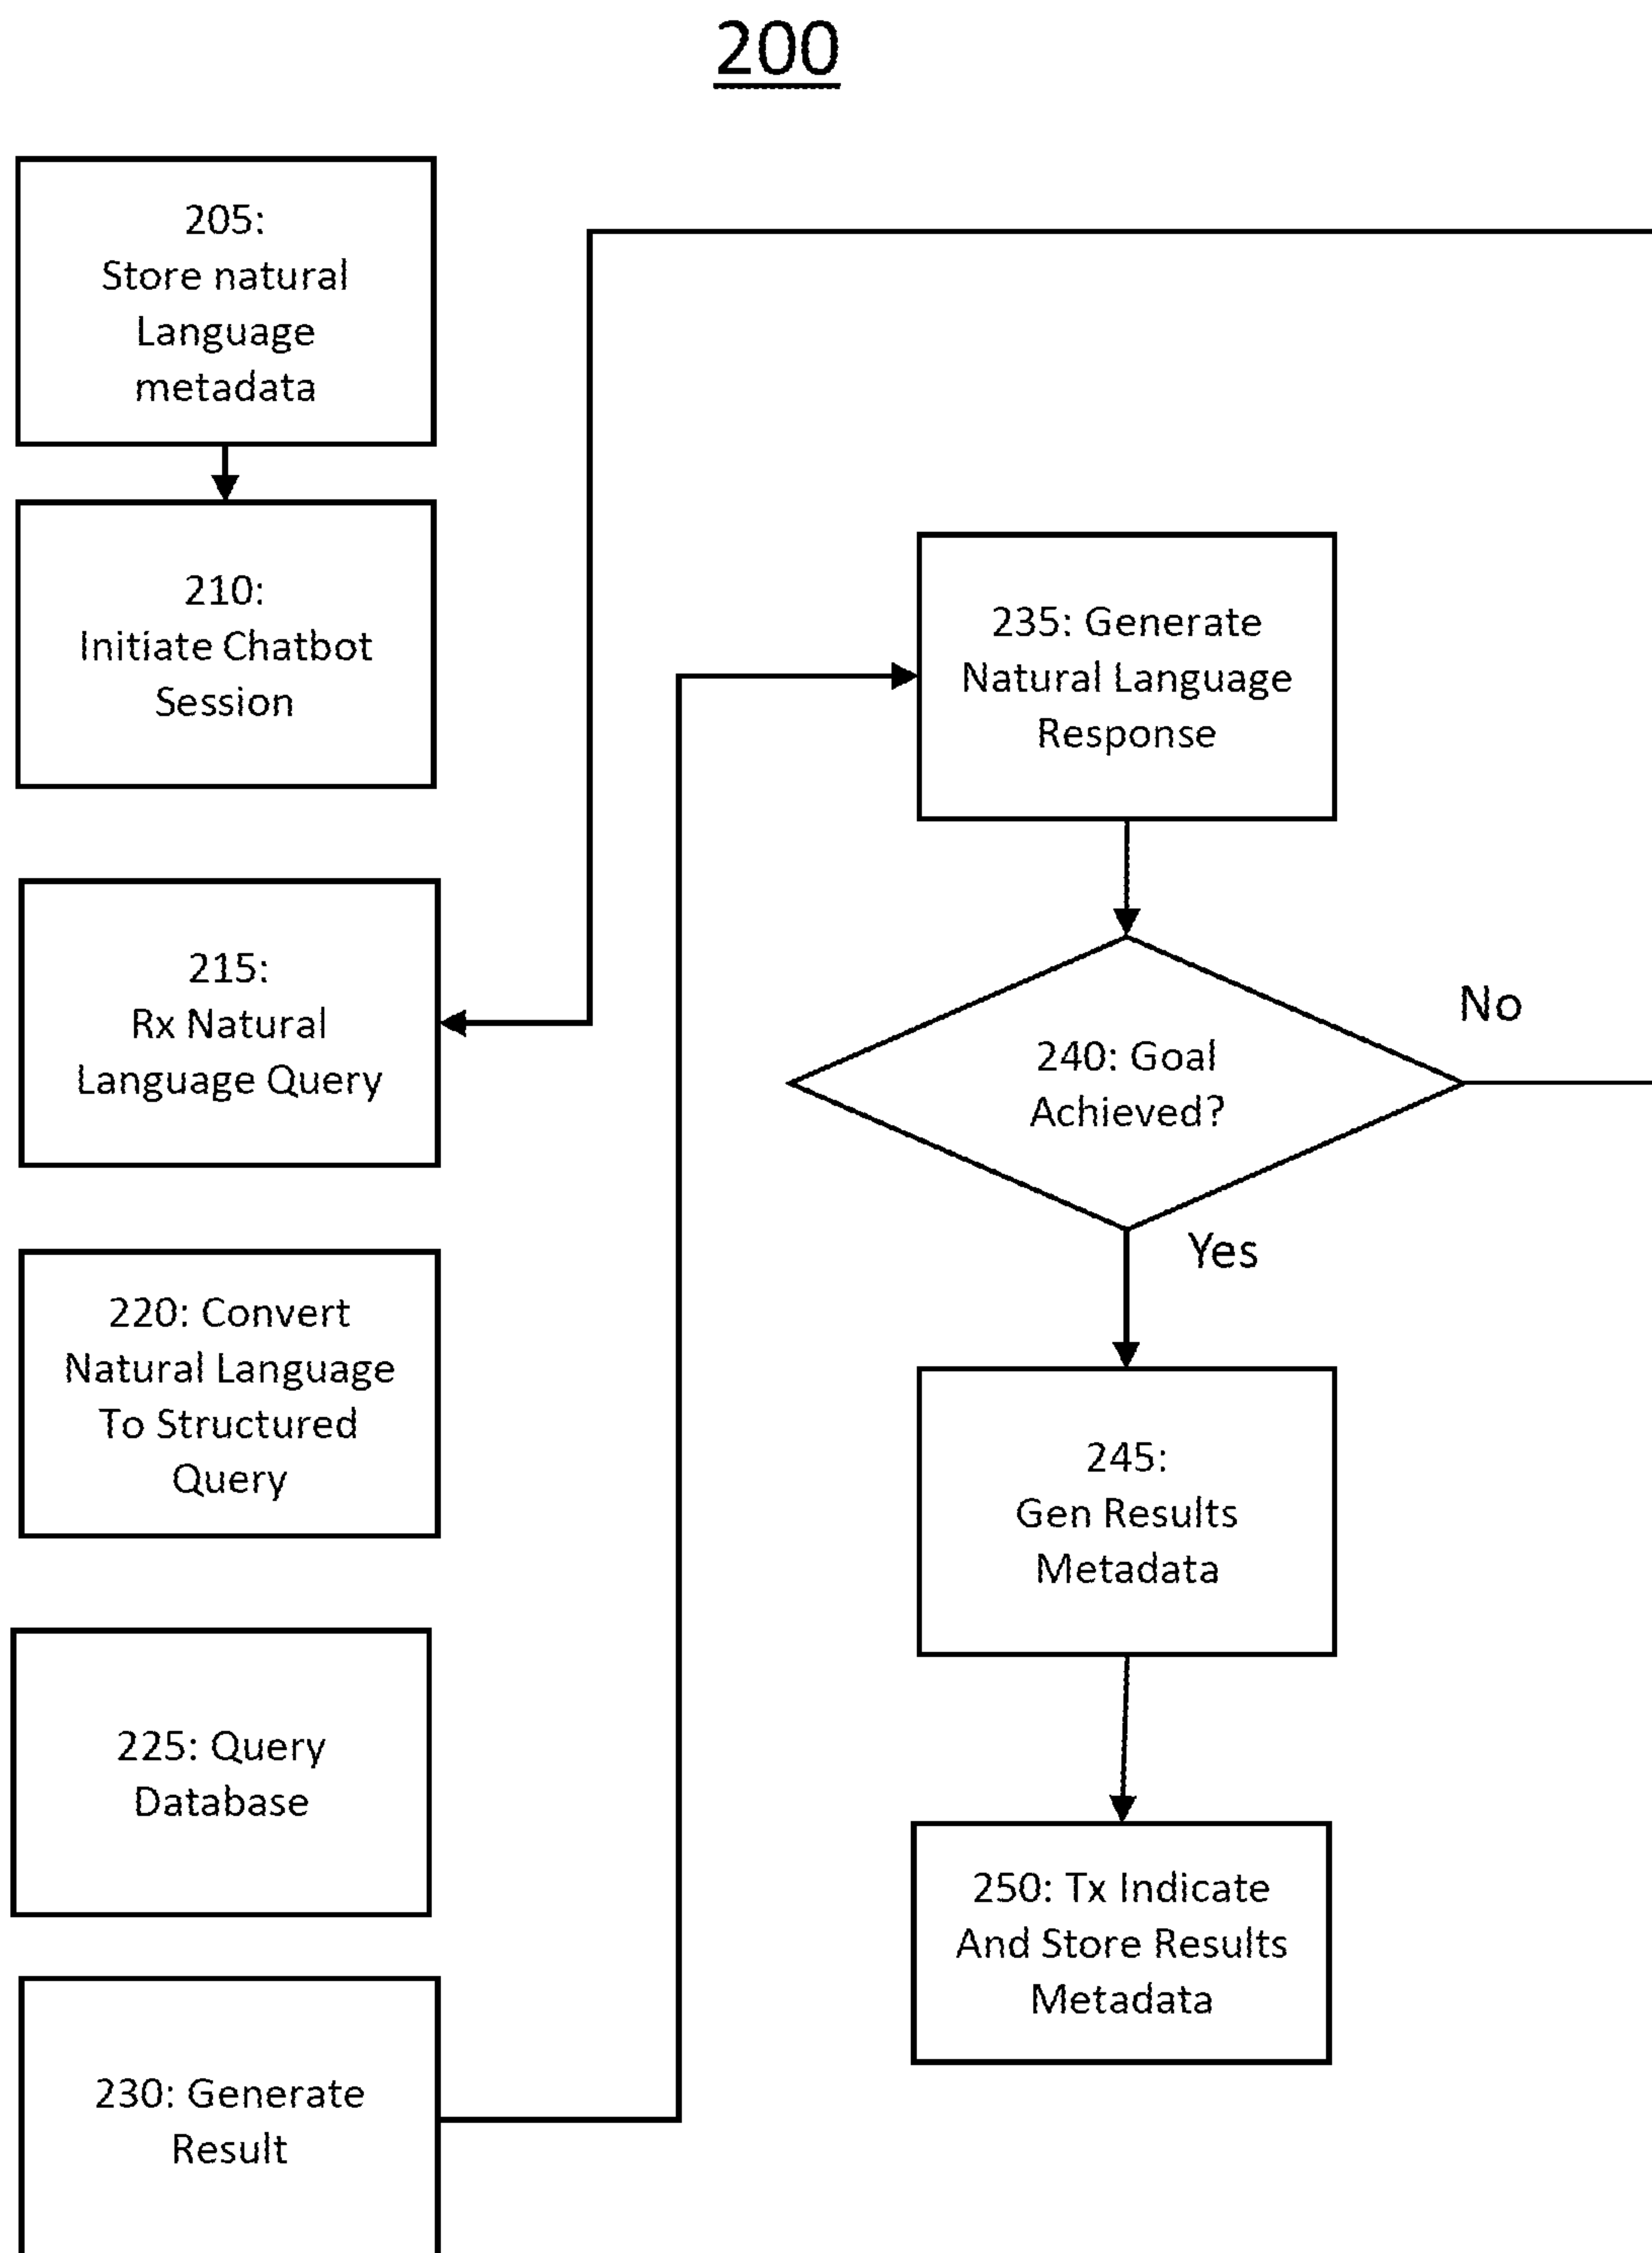 200
205:
Store natural
Language
metadata
210:
Initiate Chatbot
Session
215:
Rx Natural
Language Query
220: Convert
Natural Language
To Structured
Query
225: Query
Database
230: Generate
Result
235: Generate
Natural Language
Response
240: Goal
Achieved?
No
Yes
245:
Gen Results
Metadata
250: Tx Indicate
And Store Results
Metadata